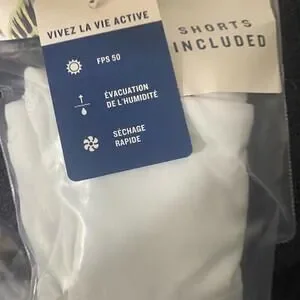 VIVEZ LA VIE ACTIVE
SHORTS
INCLUDED
FPS 50
ÉVACUATION
DE L'HUMIDITÉ
SÉCHAGE
RAPIDE